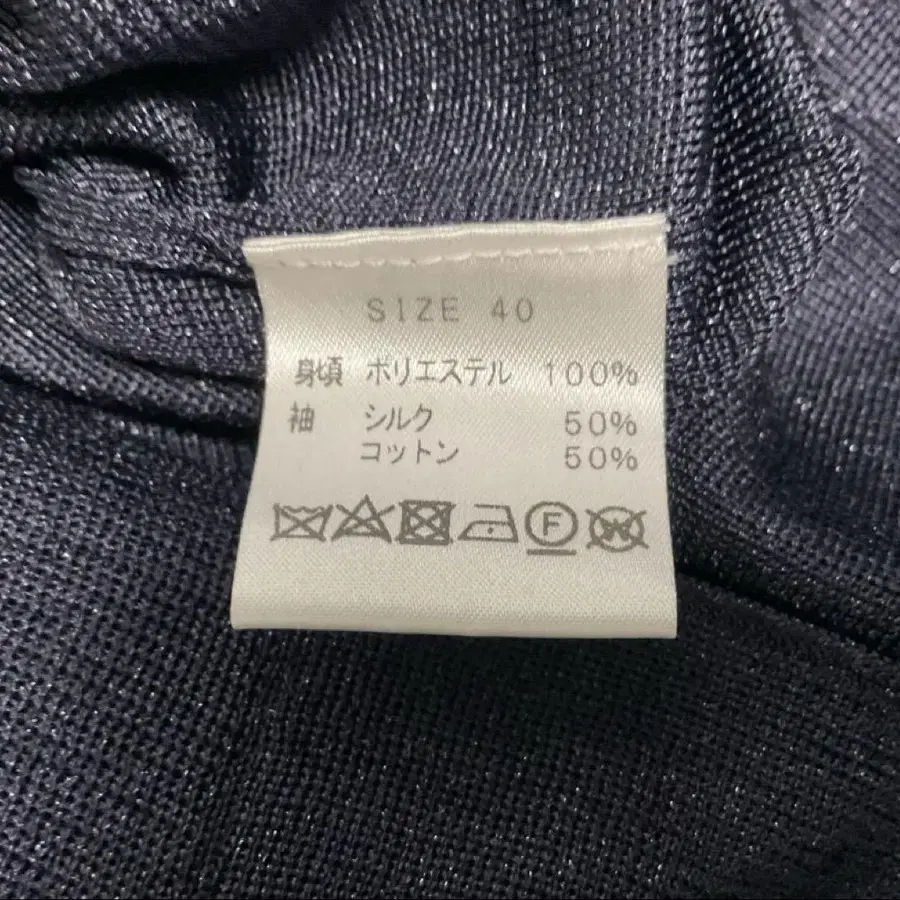 SIZE 40
身頃 ポリエステル 100%
袖 シルク 50%
コットン 50%
F W